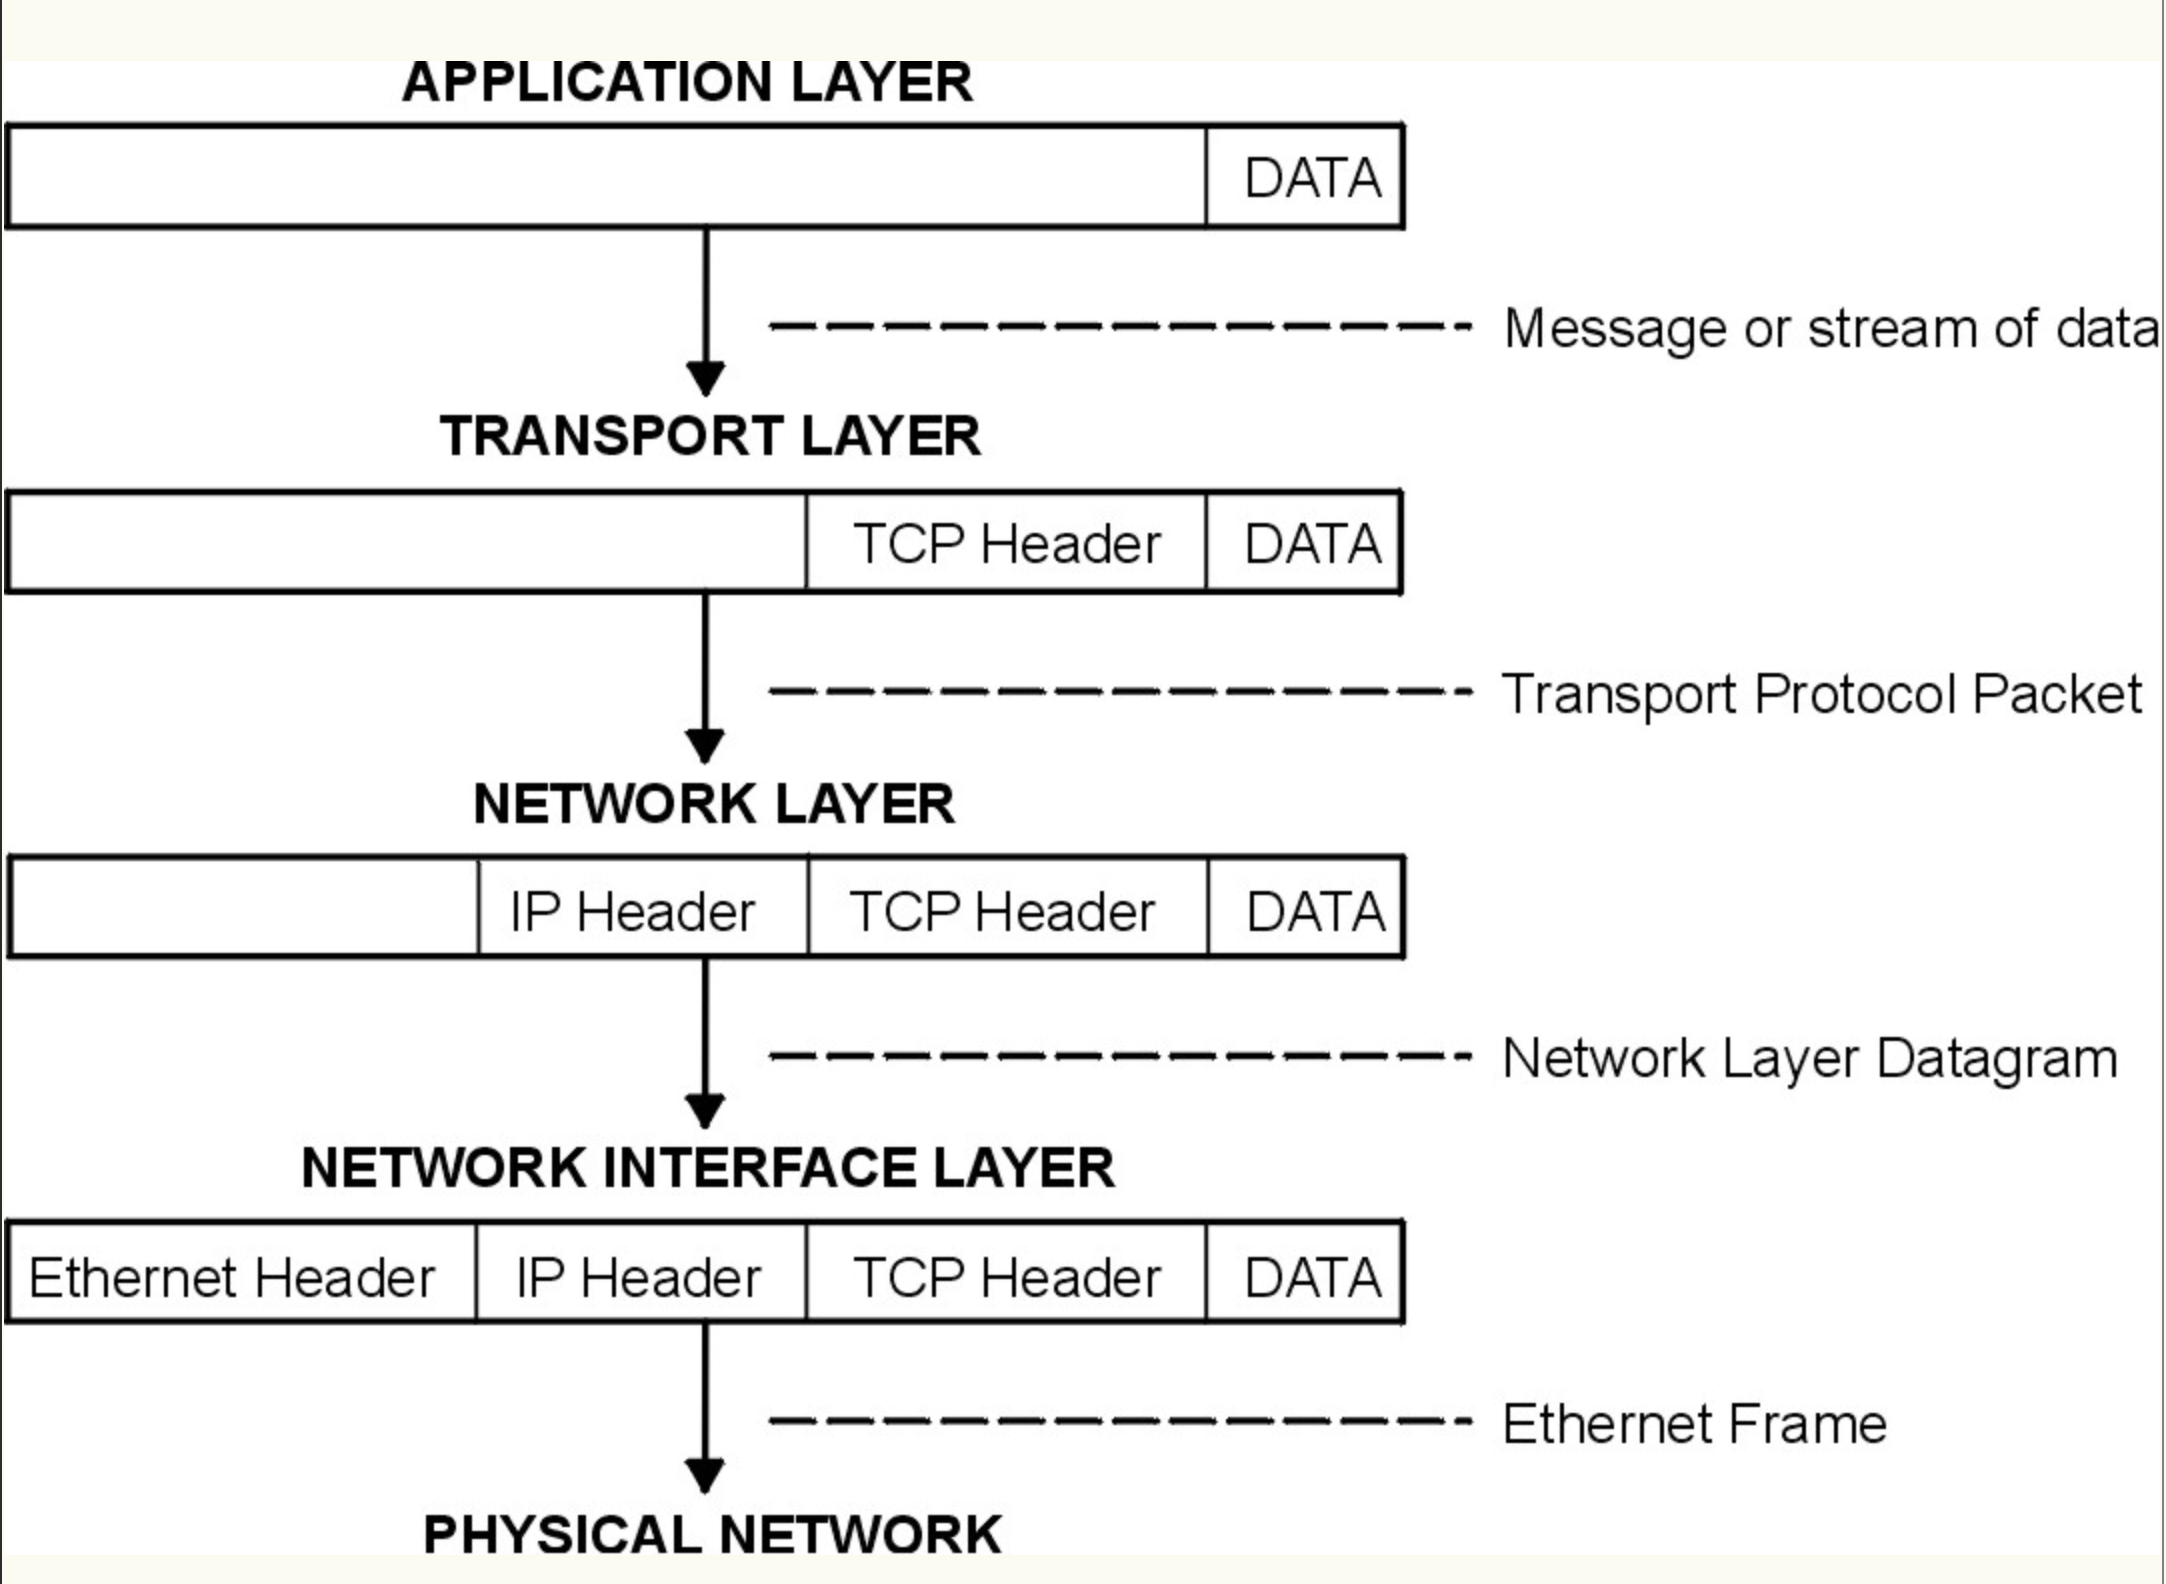 APPLICATION LAYER
DATA
Message or stream of data
TRANSPORT LAYER
TCP Header DATA
Transport Protocol Packet
NETWORK LAYER
IP Header TCP Header DATA
Network Layer Datagram
NETWORK INTERFACE LAYER
Ethernet Header IP Header TCP Header DATA
Ethernet Frame
PHYSICAL NETWORK